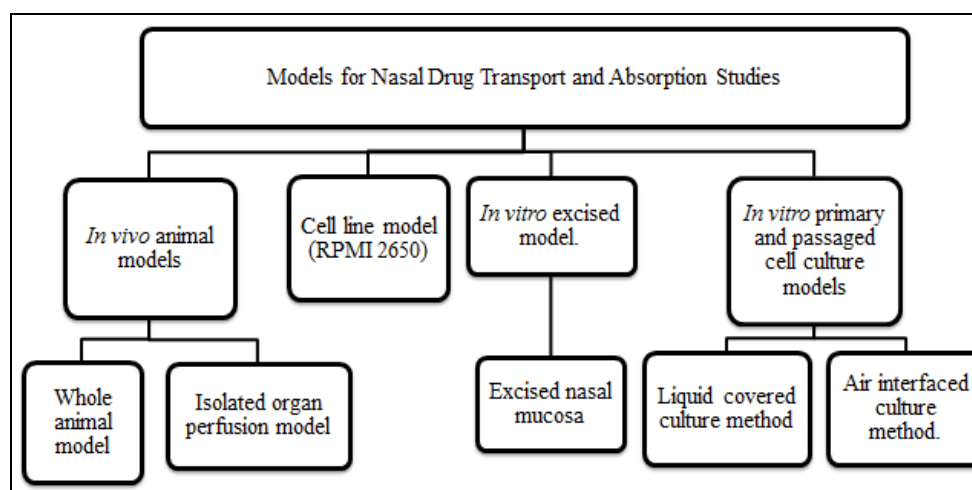 Models for Nasal Drug Transport and Absorption Studies
In vivo animal
models
Cell line model
(RPMI 2650)
In vitro excised
model.
In vitro primary
and passaged
cell culture
models
Whole
animal
model
Isolated organ
perfusion model
Excised nasal
mucosa
Liquid covered
culture method
Air interfaced
culture
method.